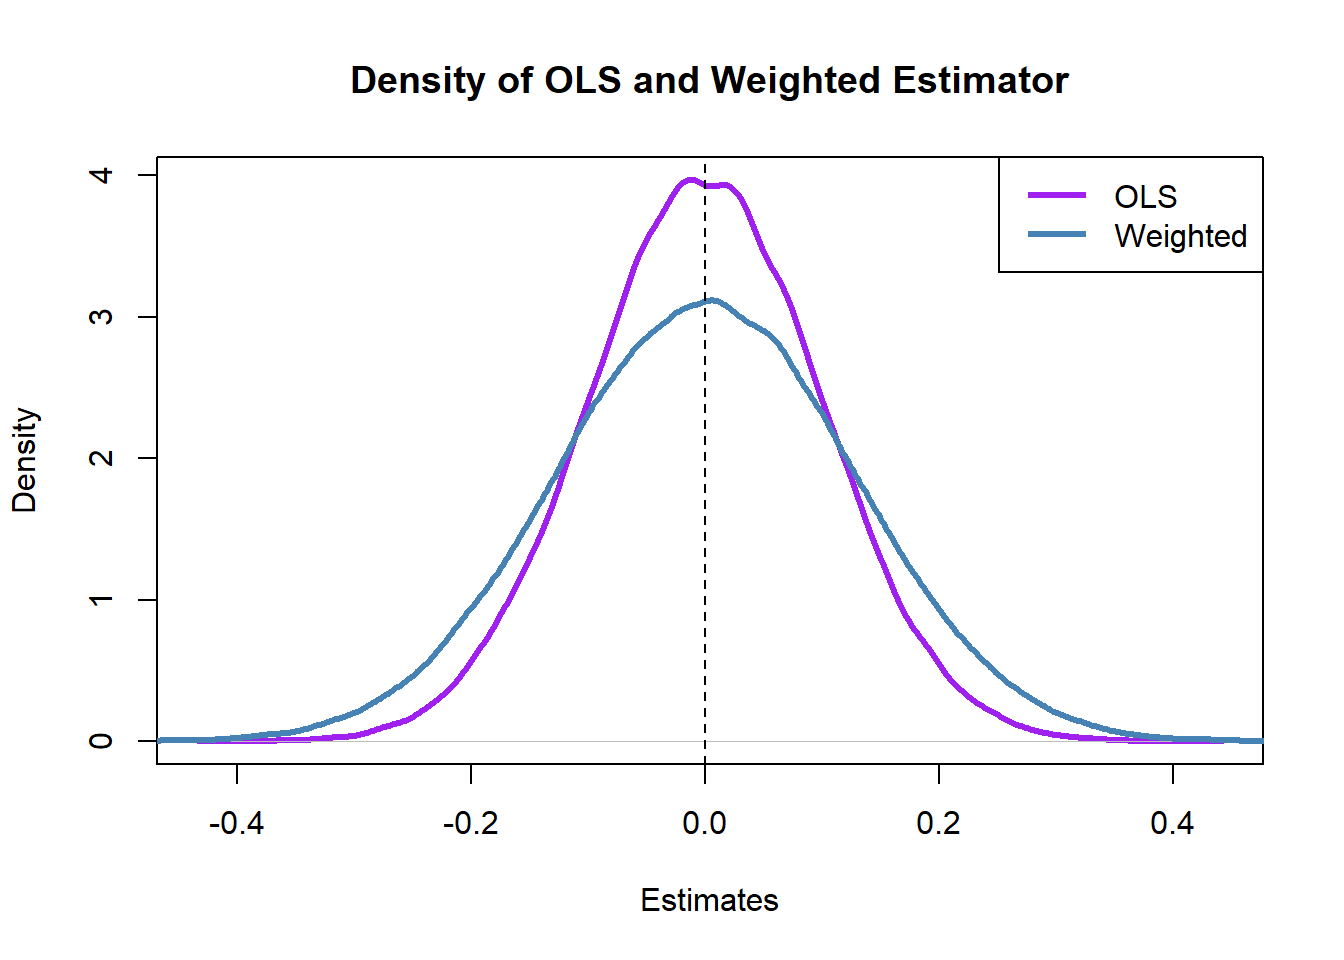 Density of OLS and Weighted Estimator
OLS
Weighted
4
3
2
1
0
Density
-0.4 -0.2 0.0 0.2 0.4
Estimates